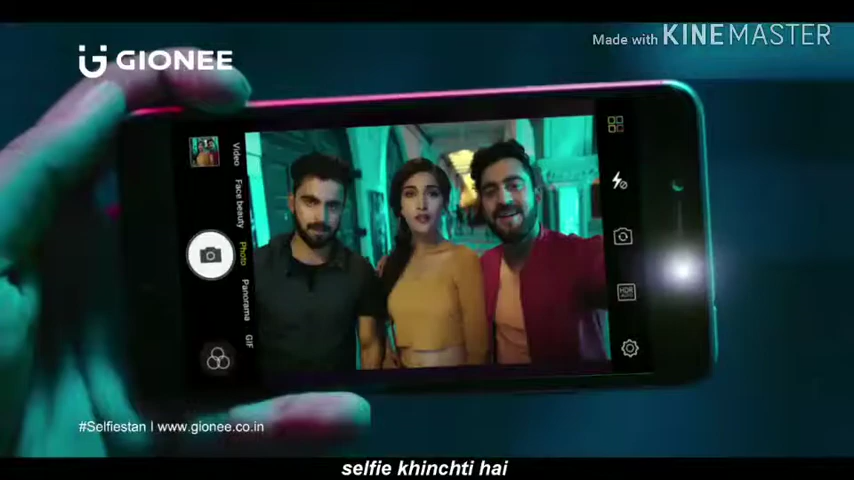 GIONEE
Made with KINEMASTER
Video
Face beauty
Photo
Panorama
GIF
HDR
AUTO
#Selfiestan | www.gionee.co.in
selfie khinchti hai